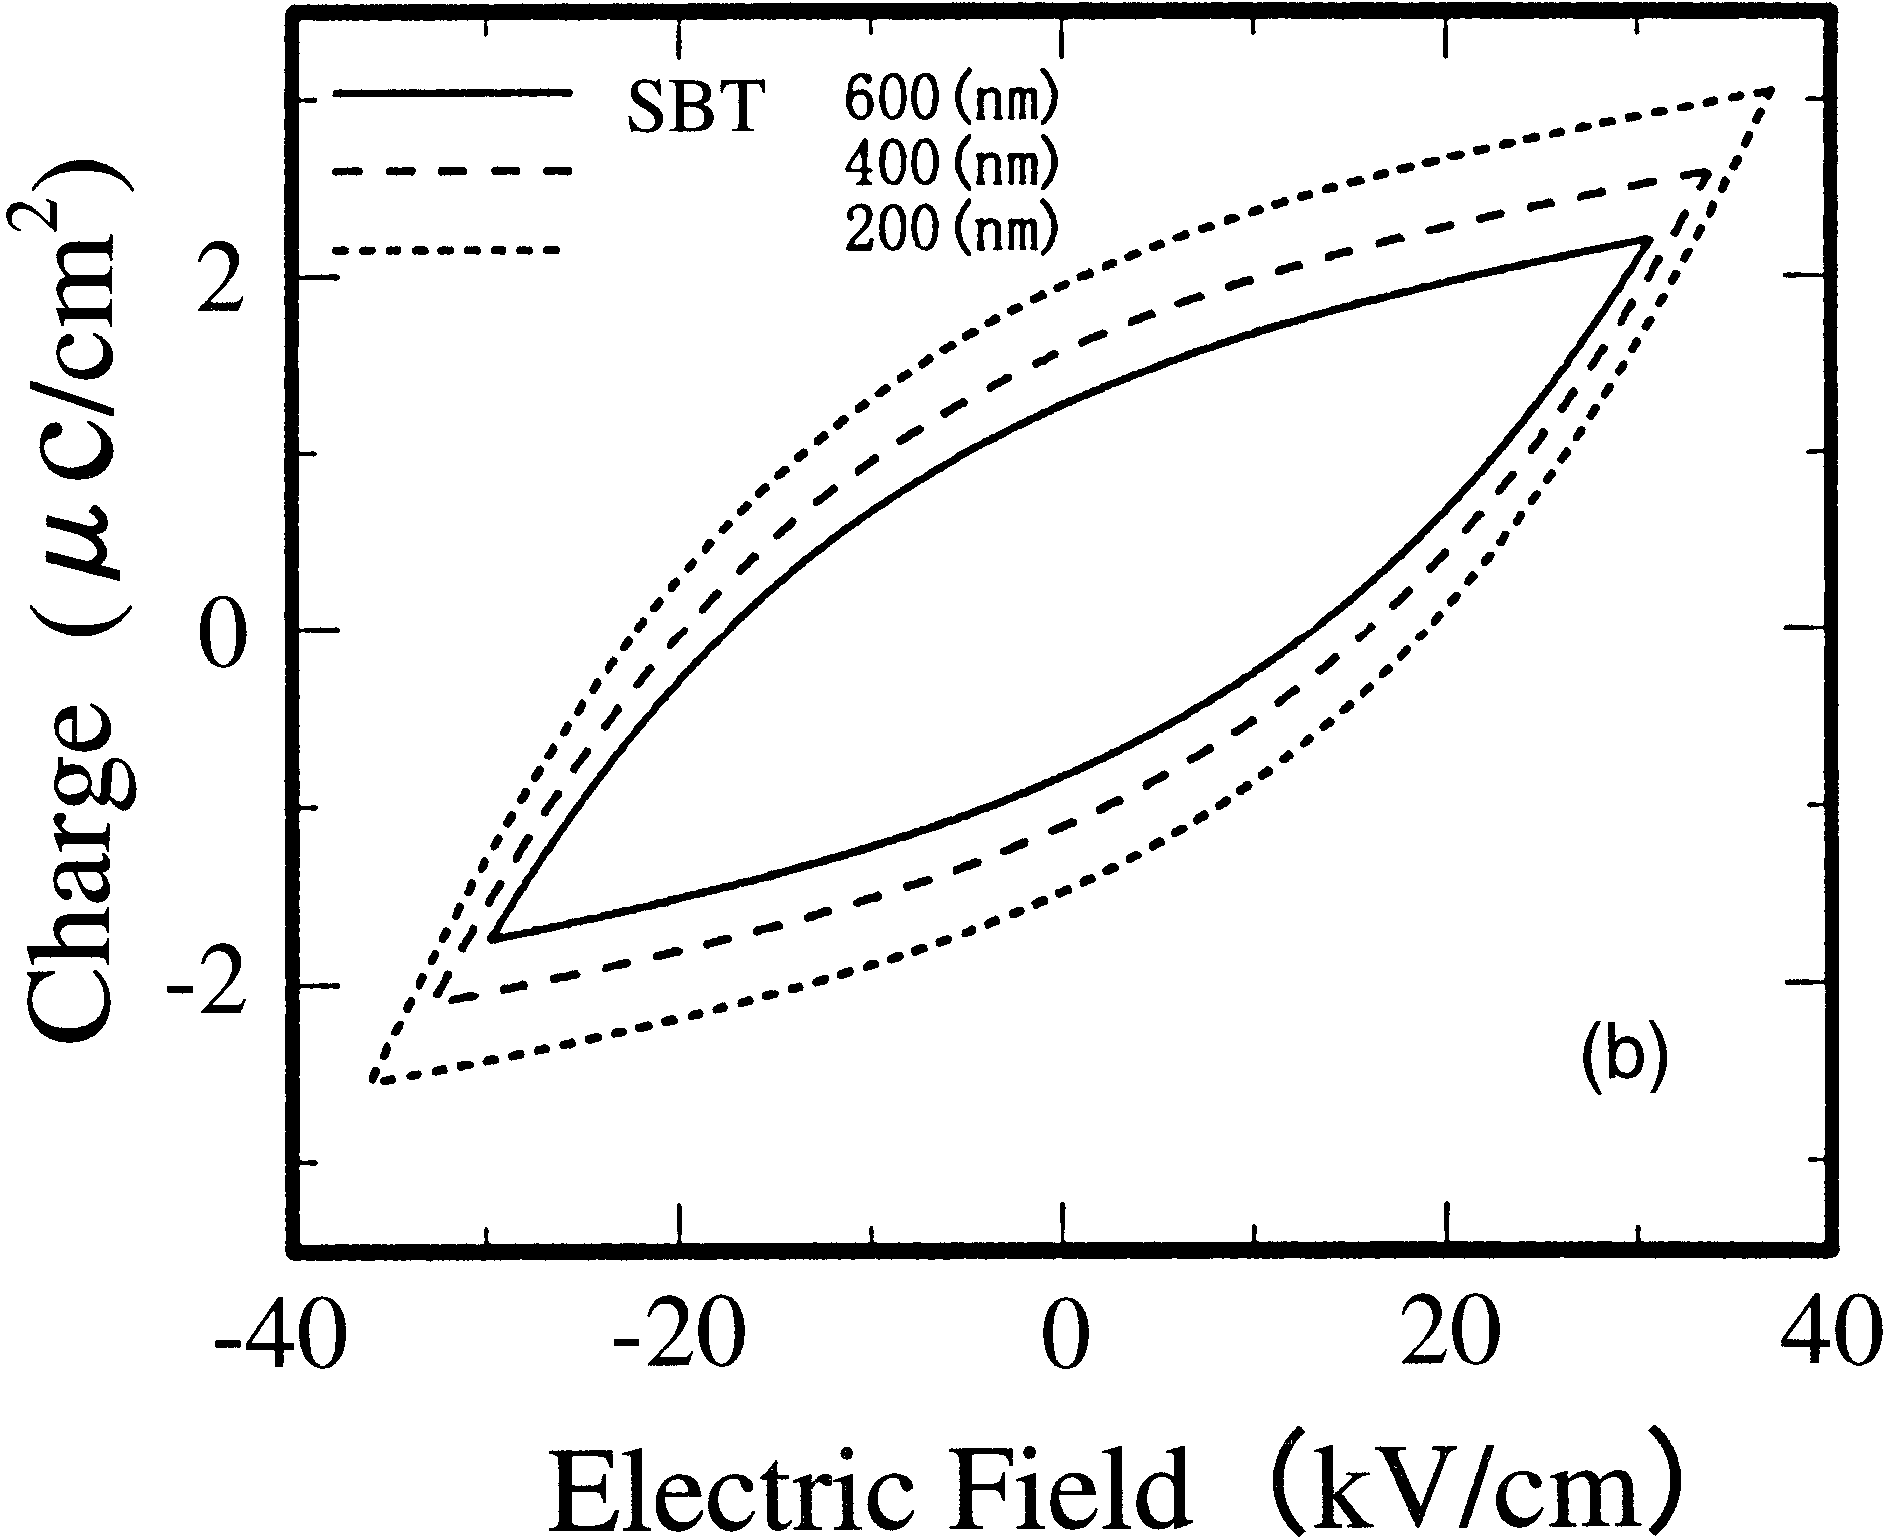 SBT 600(nm)
400(nm)
200(nm)
2
0
-2
Charge (μc/cm²)
(b)
-40 -20 0 20 40
Electric Field (kV/cm)